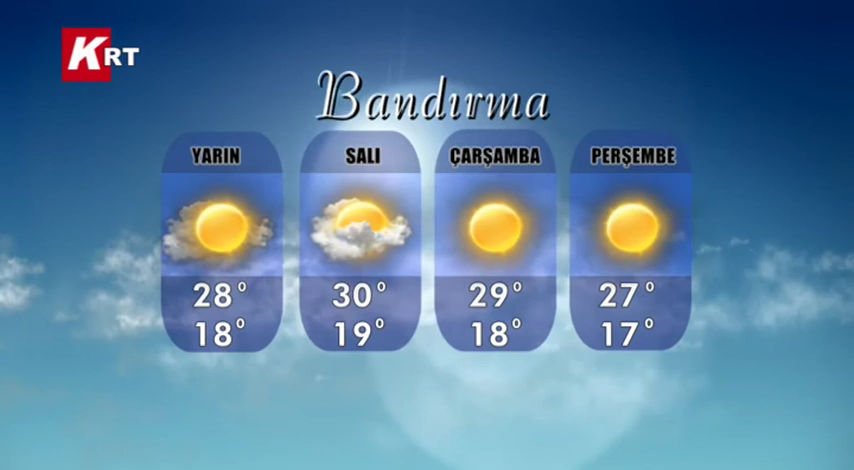 KRT
Bandırma
YARIN
SALI
ÇARŞAMBA
PERŞEMBE
28° 30° 29° 27°
18° 19° 18° 17°